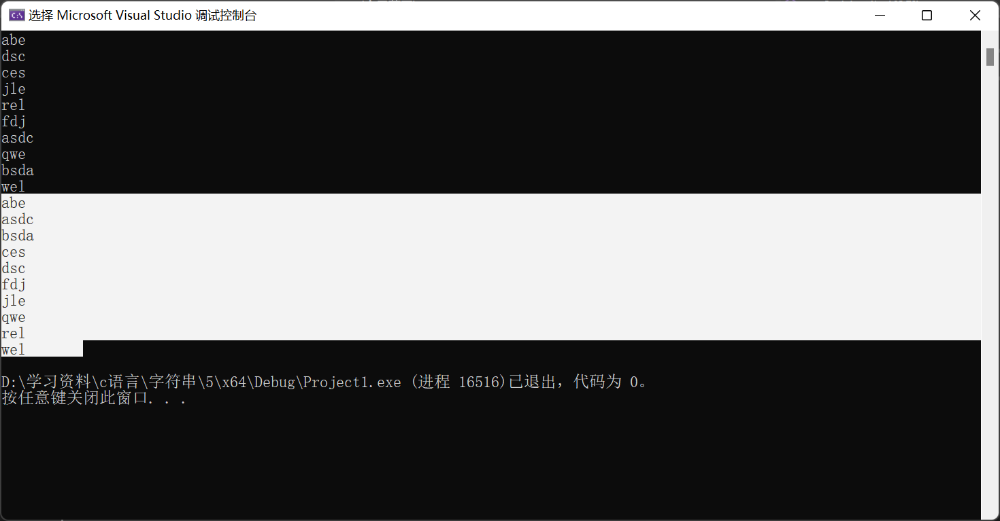 选择 Microsoft Visual Studio 调试控制台
abe
dsc
ces
jle
rel
fdj
asdc
qwe
bsda
wel
abe
asdc
bsda
ces
dsc
fdj
jle
qwe
rel
wel
D:\学习资料\c语言\字符串\5\x64\Debug\Project1.exe (进程 16516)已退出，代码为 0。
按任意键关闭此窗口. . .